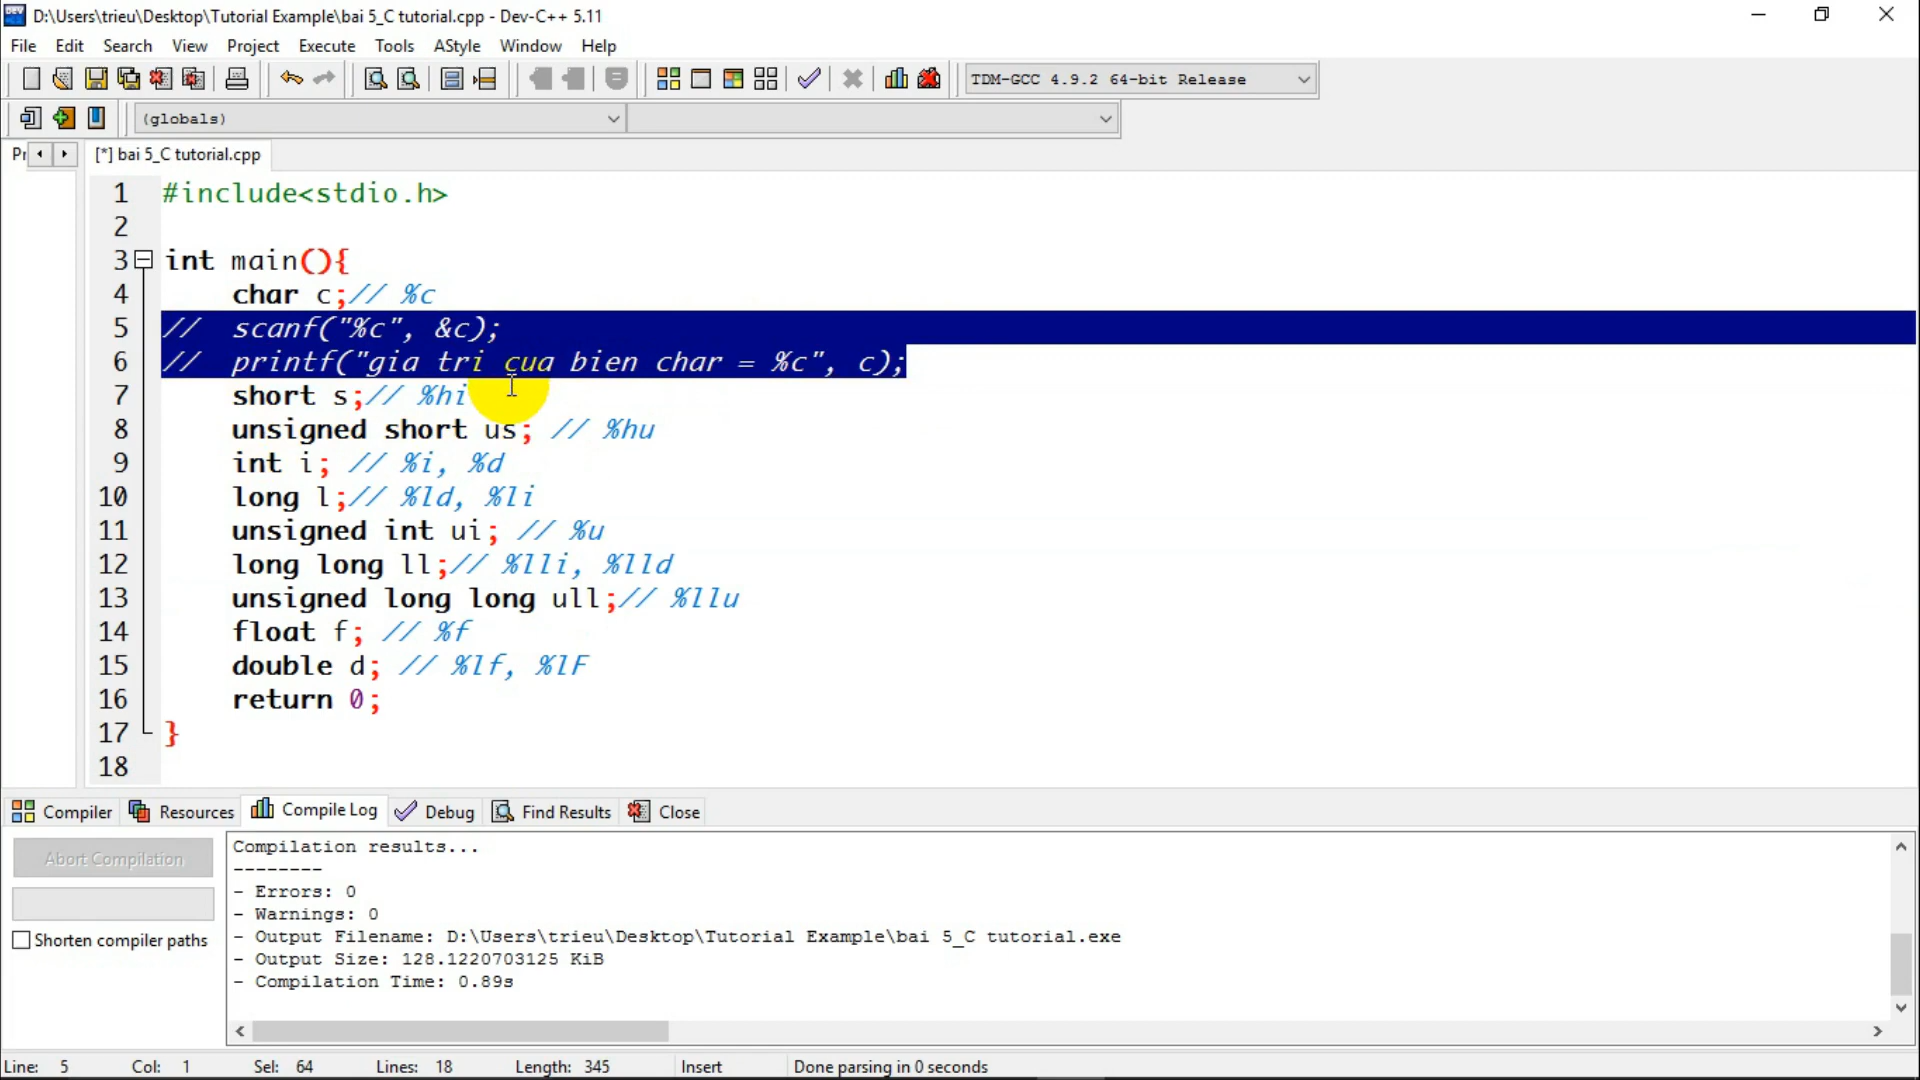 D:\Users\trieu\Desktop\Tutorial Example\bai 5_C tutorial.cpp - Dev-C++ 5.11
File Edit Search View Project Execute Tools AStyle Window Help
TDM-GCC 4.9.2 64-bit Release
(globals)
Pr [*] bai 5_C tutorial.cpp
1 #include<stdio.h>
2
3 int main(){
4 char c;// %c
5 // scanf("%c", &c);
6 // printf("gia tri cua bien char = %c", c);
7 short s;// %hi
8 unsigned short us; // %hu
9 int i; // %i, %d
10 long l;// %ld, %li
11 unsigned int ui; // %u
12 long long ll;// %lli, %lld
13 unsigned long long ull;// %llu
14 float f; // %f
15 double d; // %lf, %lF
16 return 0;
17 }
18
Compiler Resources Compile Log Debug Find Results Close
Abort Compilation
Shorten compiler paths
Compilation results...
--------
- Errors: 0
- Warnings: 0
- Output Filename: D:\Users\trieu\Desktop\Tutorial Example\bai 5_C tutorial.exe
- Output Size: 128.1220703125 KiB
- Compilation Time: 0.89s
Line: 5 Col: 1 Sel: 64 Lines: 18 Length: 345 Insert Done parsing in 0 seconds